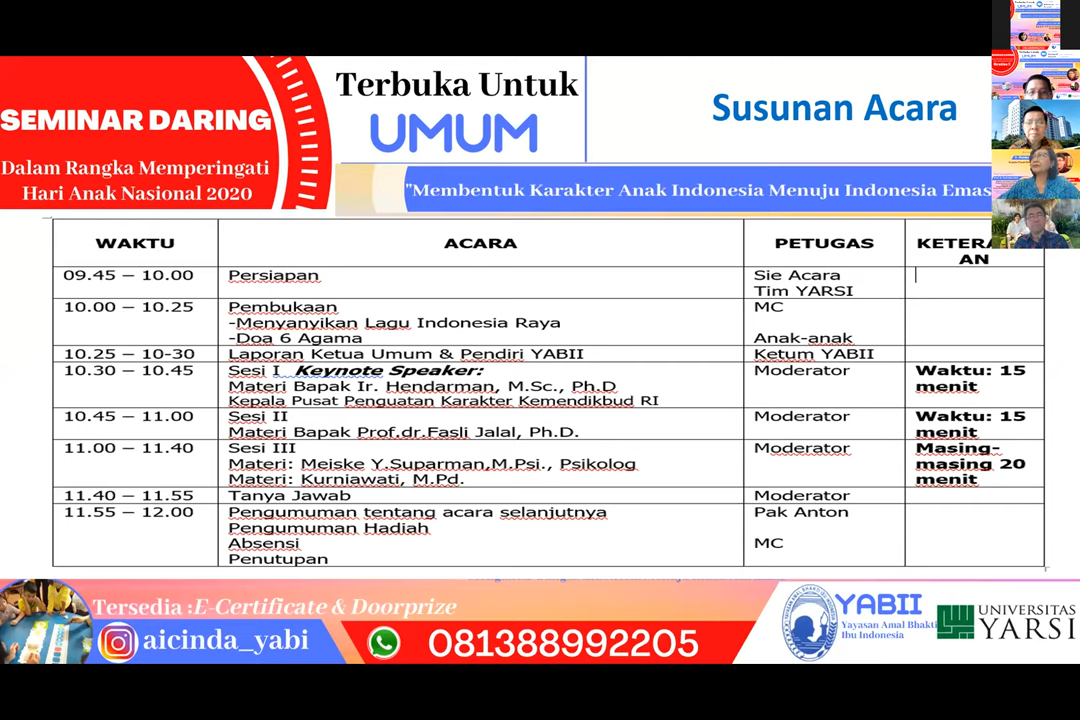 SEMINAR DARING
Dalam Rangka Memperingati
Hari Anak Nasional 2020
Terbuka Untuk
UMUM
Susunan Acara
"Membentuk Karakter Anak Indonesia Menuju Indonesia Emas
WAKTU ACARA PETUGAS KETERA
AN
09.45 – 10.00 Persiapan Sie Acara
Tim YARSI
10.00 – 10.25 Pembukaan MC
-Menyanyikan Lagu Indonesia Raya
-Doa 6 Agama Anak-anak
10.25 – 10-30 Laporan Ketua Umum & Pendiri YABII Ketum YABII
10.30 – 10.45 Sesi I Keynote Speaker: Moderator Waktu: 15
Materi Bapak Ir. Hendarman, M.Sc., Ph.D menit
Kepala Pusat Penguatan Karakter Kemendikbud RI
10.45 – 11.00 Sesi II Moderator Waktu: 15
Materi Bapak Prof.dr.Fasli Jalal, Ph.D. menit
11.00 – 11.40 Sesi III Moderator Masing-
Materi: Meiske Y.Suparman,M.Psi., Psikolog masing 20
Materi: Kurniawati, M.Pd. menit
11.40 – 11.55 Tanya Jawab Moderator
11.55 – 12.00 Pengumuman tentang acara selanjutnya Pak Anton
Pengumuman Hadiah
Absensi MC
Penutupan
Tersedia :E-Certificate & Doorprize
aicinda_yabi
081388992205
YABII
Yayasan Amal Bhakti
Ibu Indonesia
UNIVERSITAS
YARSI